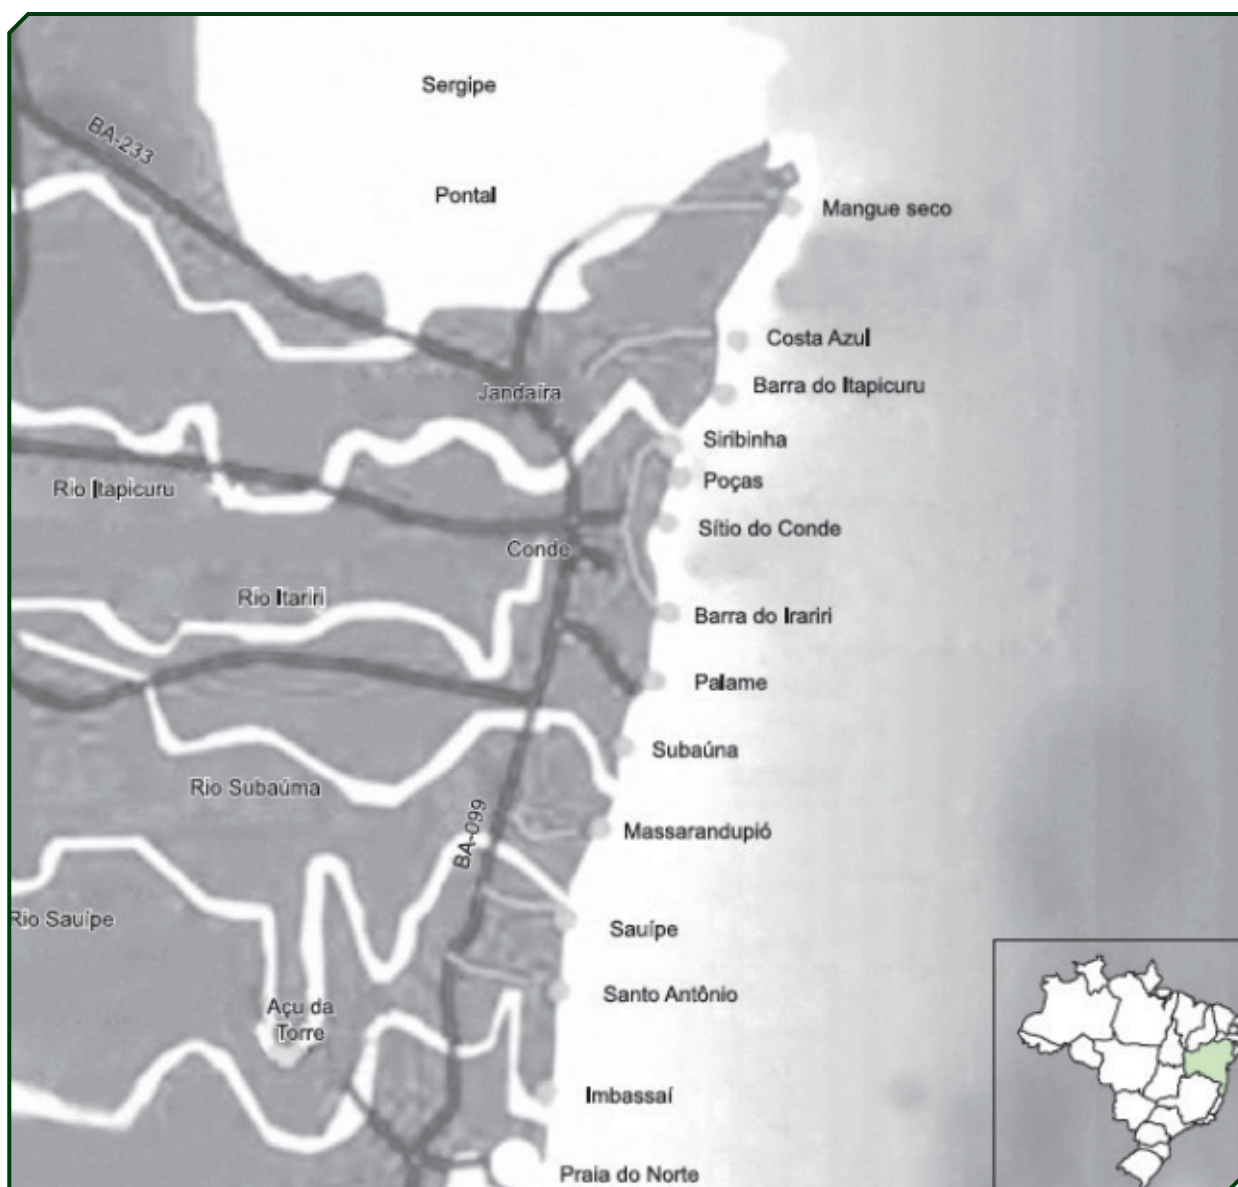 Sergipe
BA-233
Pontal
Mangue seco
Costa Azul
Jandaíra
Barra do Itapicuru
Siribinha
Poças
Rio Itapicuru
Sítio do Conde
Conde
Rio Itariri
Barra do Irariri
Palame
Subaúna
Rio Subaúma
BA-099
Massarandupió
Rio Sauípe
Sauípe
Santo Antônio
Açu da
Torre
Imbassaí
Praia do Norte